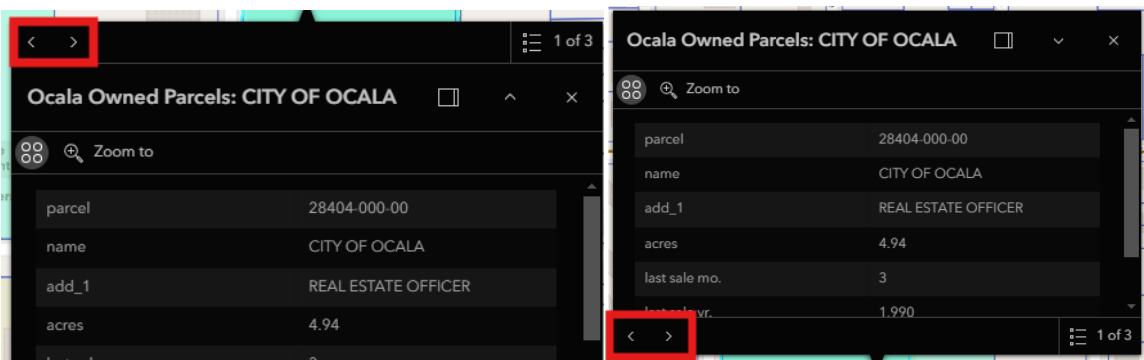 1 of 3
Ocala Owned Parcels: CITY OF OCALA
Zoom to
parcel 28404-000-00
name CITY OF OCALA
add_1 REAL ESTATE OFFICER
acres 4.94
Ocala Owned Parcels: CITY OF OCALA
Zoom to
parcel 28404-000-00
name CITY OF OCALA
add_1 REAL ESTATE OFFICER
acres 4.94
last sale mo. 3
last sale yr. 1,990
1 of 3